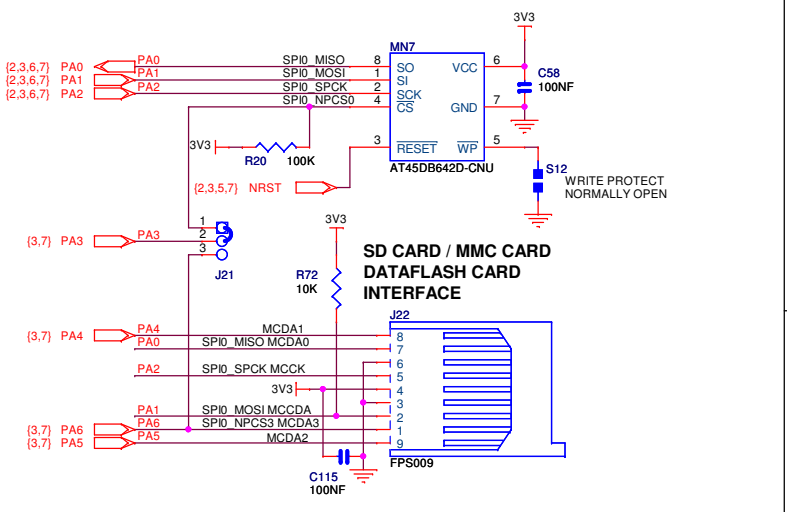 3V3
MN7
{2,3,6,7} PA0 PA0 SPI0_MISO 8 SO VCC 6
{2,3,6,7} PA1 PA1 SPI0_MOSI 1 SI
C58
100NF
{2,3,6,7} PA2 PA2 SPI0_SPCK 2 SCK
SPI0_NPCS0 4 CS GND 7
3V3 R20 100K 3 RESET WP 5
AT45DB642D-CNU
S12
WRITE PROTECT
NORMALLY OPEN
{2,3,5,7} NRST
1
{3,7} PA3 PA3 2
3
J21
3V3
R72
10K
SD CARD / MMC CARD
DATAFLASH CARD
INTERFACE
J22
{3,7} PA4 PA4 MCDA1 8
PA0 SPI0_MISO MCDA0 7
6
PA2 SPI0_SPCK MCCK 5
3V3 4
3
PA1 SPI0_MOSI MCCDA 2
{3,7} PA6 PA6 SPI0_NPCS3 MCDA3 1
{3,7} PA5 PA5 MCDA2 9
FPS009
C115
100NF